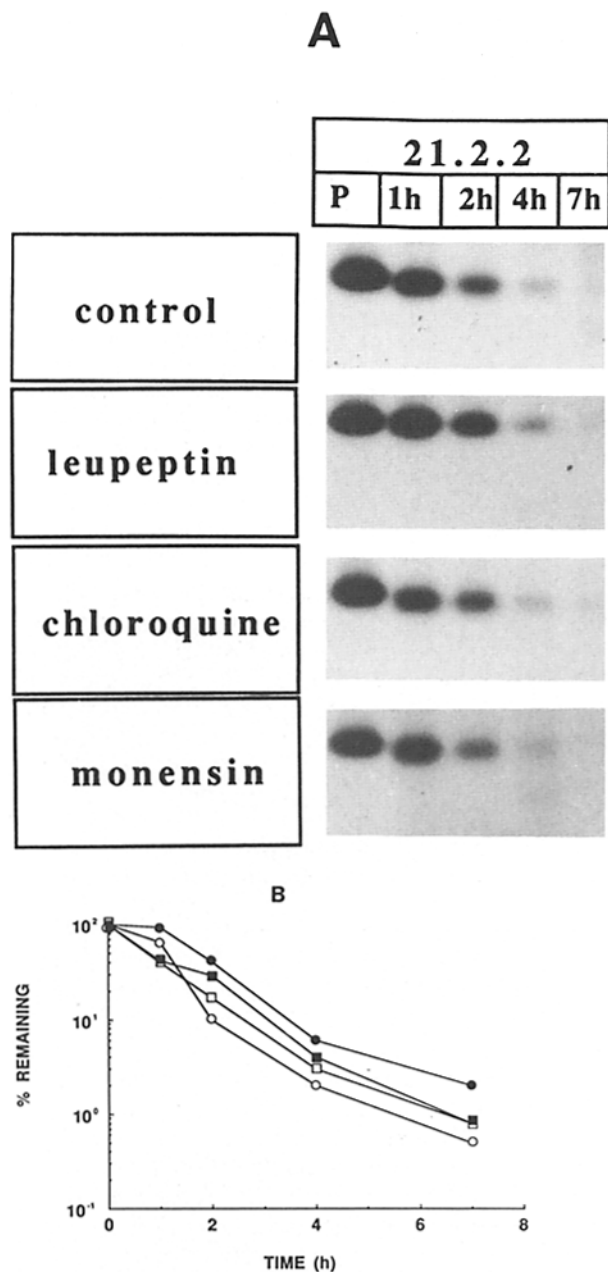 A
21.2.2
P 1h 2h 4h 7h
control
leupeptin
chloroquine
monensin
B
% REMAINING
10²
10¹
10⁰
10⁻¹
0 2 4 6 8
TIME (h)